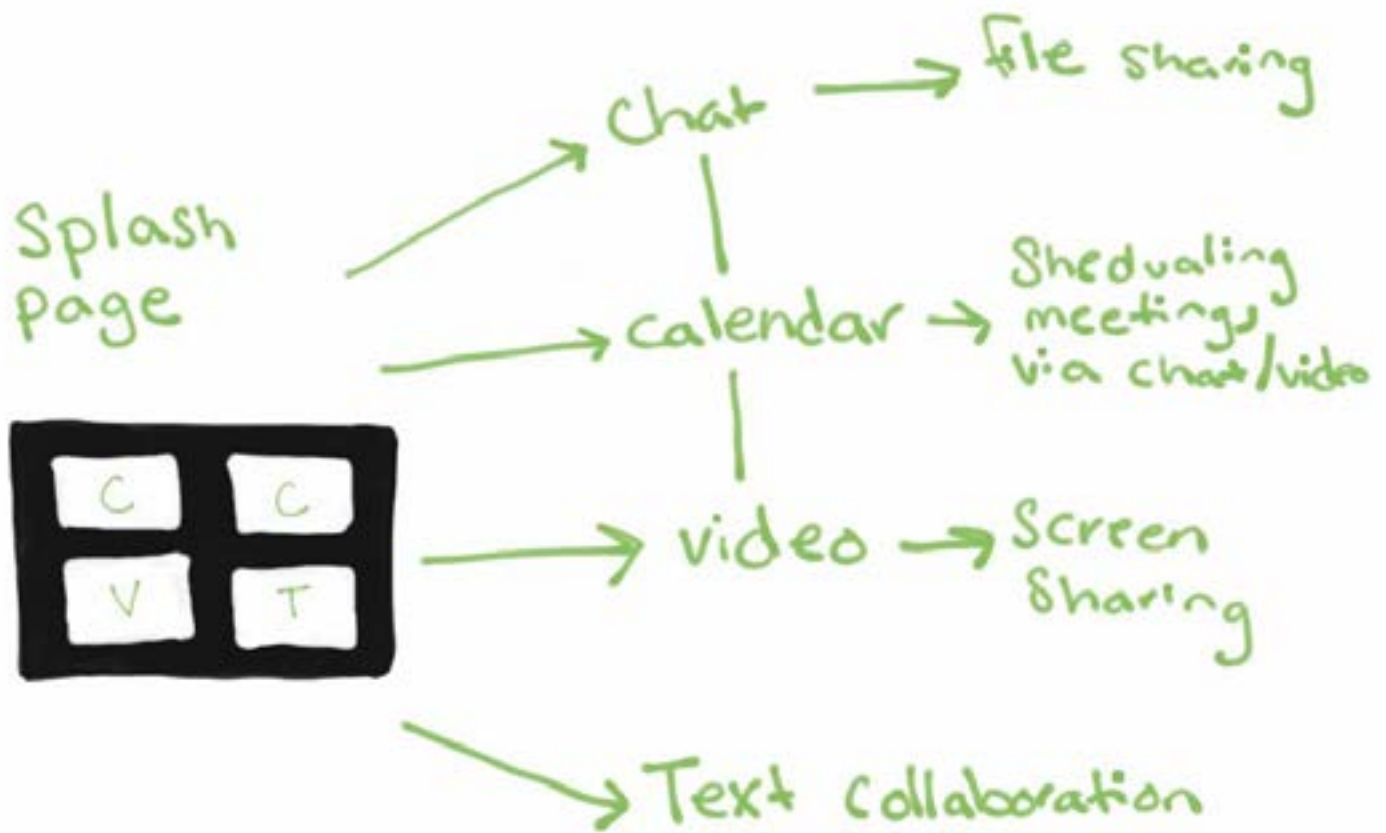 Splash
page
C
C
V
T
Chat
file sharing
calendar
Shedualing
meetings
via chat/video
video
Screen
Sharing
Text collaboration